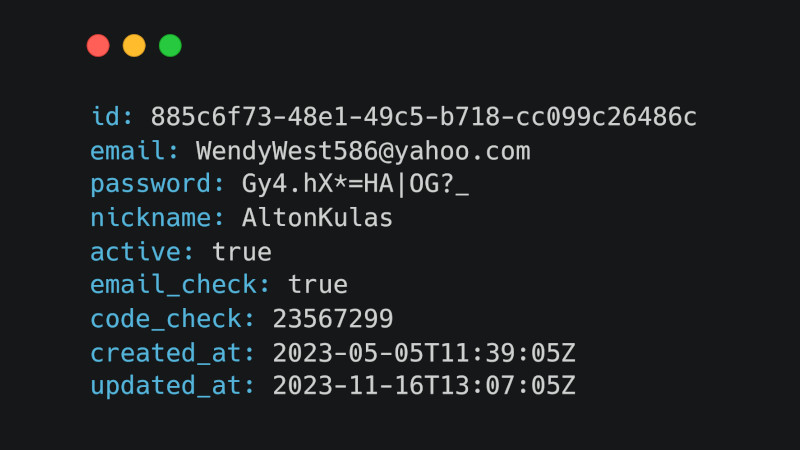 id: 885c6f73-48e1-49c5-b718-cc099c26486c
email: WendyWest586@yahoo.com
password: Gy4.hX*=HA|OG?_
nickname: AltonKulas
active: true
email_check: true
code_check: 23567299
created_at: 2023-05-05T11:39:05Z
updated_at: 2023-11-16T13:07:05Z